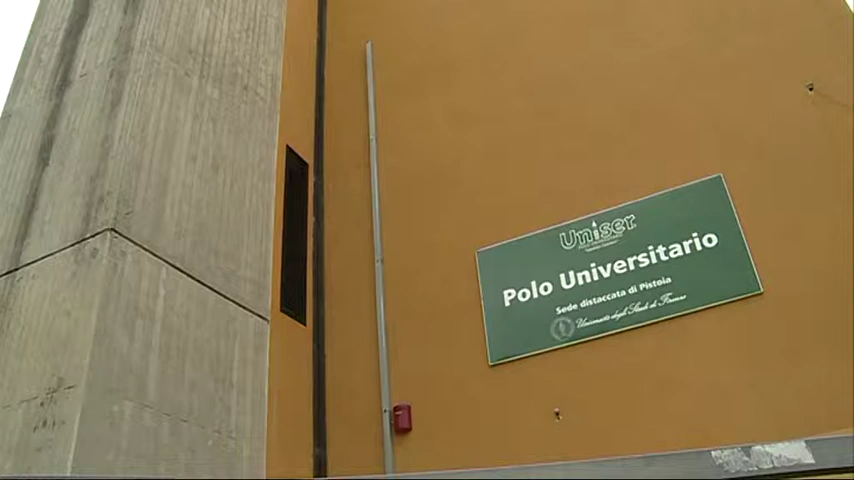 Uniser
Polo Universitario
Sede distaccata di Pistoia
Università degli Studi di Firenze